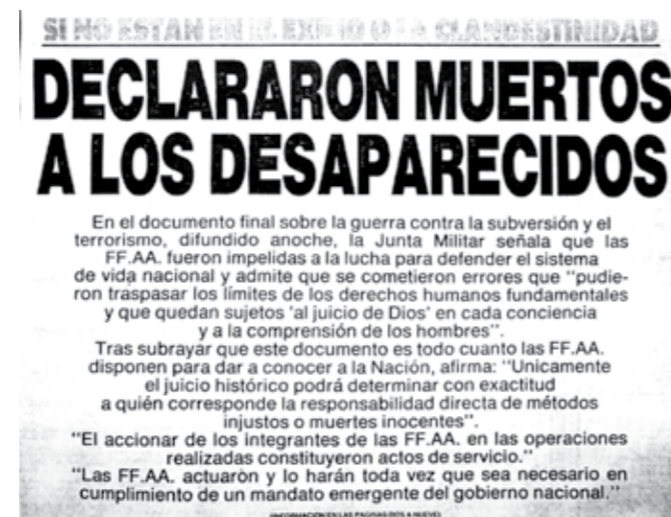 SI NO ESTAN EN EL EXILIO O LA CLANDESTINIDAD
DECLARARON MUERTOS
A LOS DESAPARECIDOS
En el documento final sobre la guerra contra la subversión y el
terrorismo, difundido anoche, la Junta Militar señala que las
FF.AA. fueron impelidas a la lucha para defender el sistema
de vida nacional y admite que se cometieron errores que "pudie-
ron traspasar los límites de los derechos humanos fundamentales
y que quedan sujetos 'al juicio de Dios' en cada conciencia
y a la comprensión de los hombres".
Tras subrayar que este documento es todo cuanto las FF.AA.
disponen para dar a conocer a la Nación, afirma: "Unicamente
el juicio histórico podrá determinar con exactitud
a quién corresponde la responsabilidad directa de métodos
injustos o muertes inocentes".
"El accionar de los integrantes de las FF.AA. en las operaciones
realizadas constituyeron actos de servicio."
"Las FF.AA. actuaron y lo harán toda vez que sea necesario en
cumplimiento de un mandato emergente del gobierno nacional."
(INFORMACION EN LAS PAGINAS DOS A NUEVE)